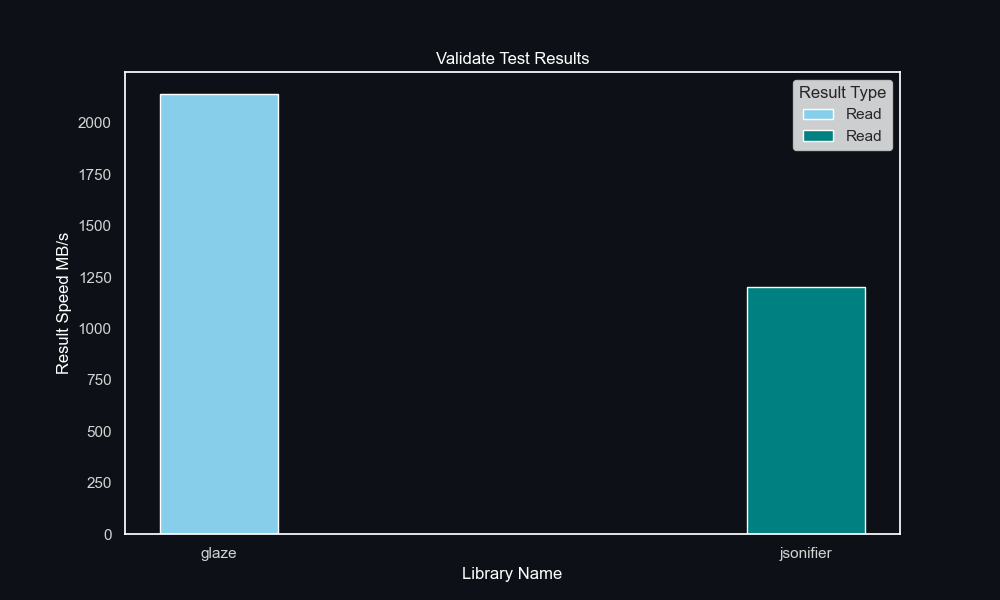 Validate Test Results
Result Type
Read
Read
2000
1750
1500
1250
1000
750
500
250
0
Result Speed MB/s
glaze
jsonifier
Library Name